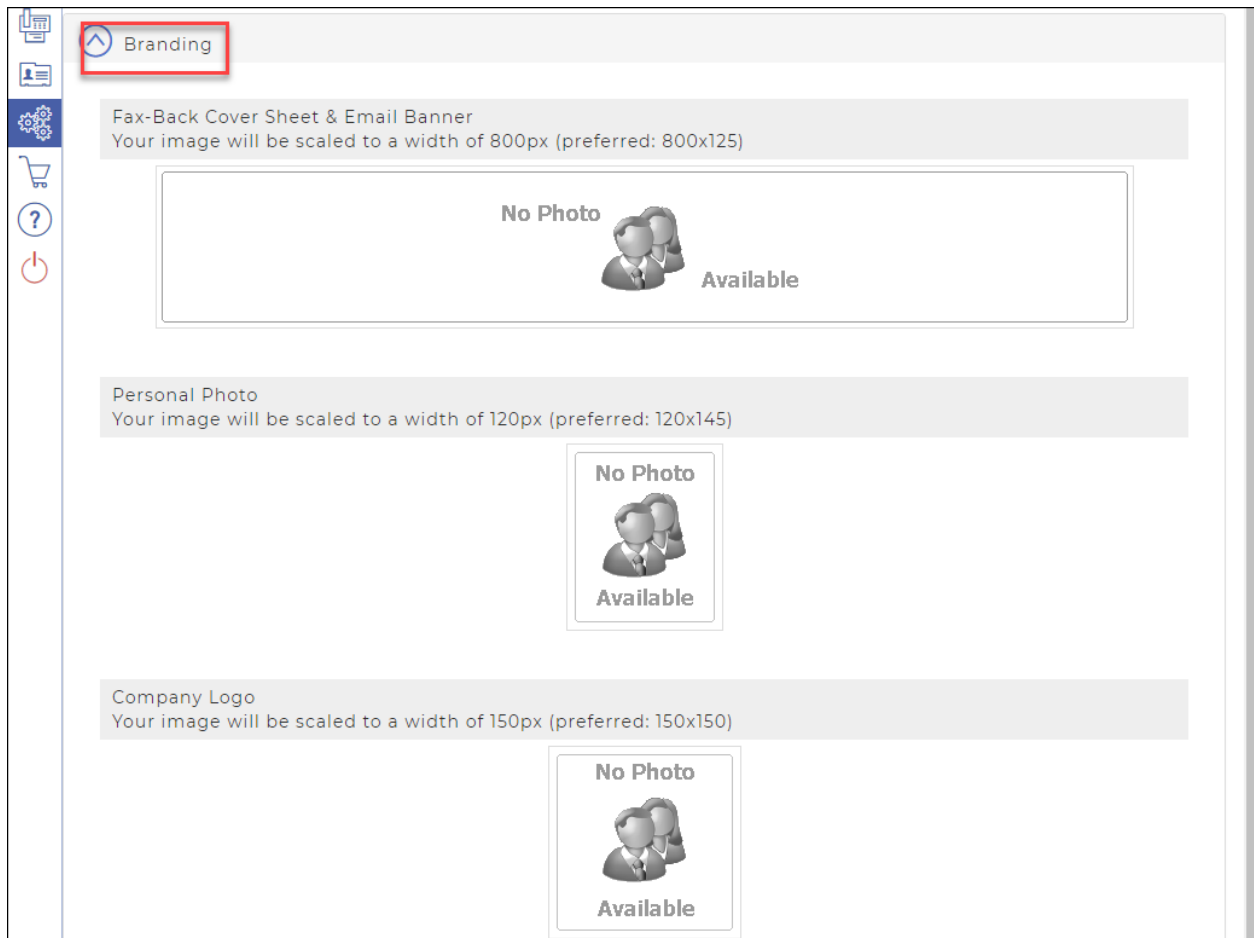 Branding
Fax-Back Cover Sheet & Email Banner
Your image will be scaled to a width of 800px (preferred: 800x125)
No Photo
Available
Personal Photo
Your image will be scaled to a width of 120px (preferred: 120x145)
No Photo
Available
Company Logo
Your image will be scaled to a width of 150px (preferred: 150x150)
No Photo
Available
?